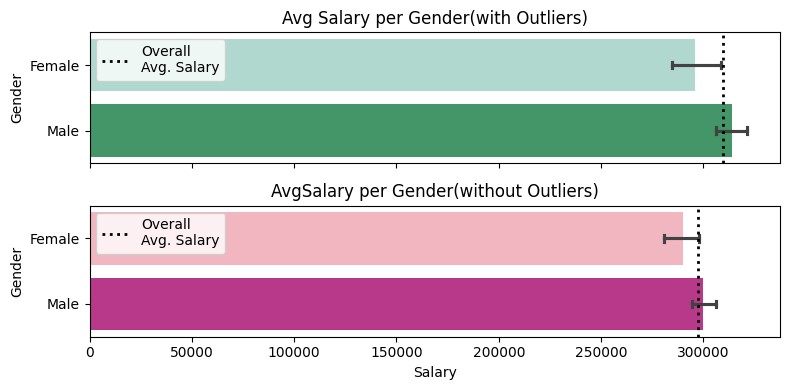 Avg Salary per Gender(with Outliers)
Overall
Avg. Salary
Female
Male
Gender
AvgSalary per Gender(without Outliers)
Overall
Avg. Salary
Female
Male
Gender
0 50000 100000 150000 200000 250000 300000
Salary